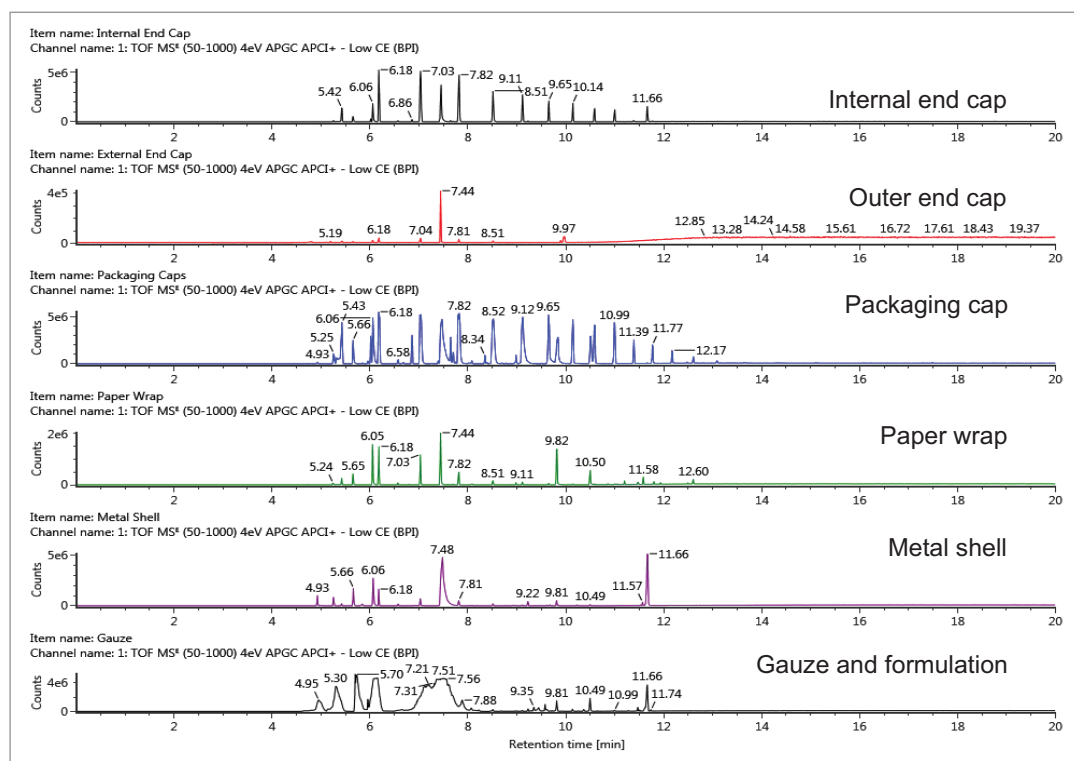 Item name: Internal End Cap
Channel name: 1: TOF MSᴱ (50-1000) 4eV APGC APCI+ - Low CE (BPI)
5e6
0
Counts
5.42 6.06 6.18 6.86 7.03 7.82 8.51 9.11 9.65 10.14 11.66
Internal end cap
2 4 6 8 10 12 14 16 18 20
Item name: External End Cap
Channel name: 1: TOF MSᴱ (50-1000) 4eV APGC APCI+ - Low CE (BPI)
4e5
0
Counts
5.19 6.18 7.04 7.44 7.81 8.51 9.97 12.85 13.28 14.24 14.58 15.61 16.72 17.61 18.43 19.37
Outer end cap
2 4 6 8 10 12 14 16 18 20
Item name: Packaging Caps
Channel name: 1: TOF MSᴱ (50-1000) 4eV APGC APCI+ - Low CE (BPI)
5e6
0
Counts
4.93 5.25 5.43 5.66 6.06 6.18 6.58 7.82 8.34 8.52 9.12 9.65 10.99 11.39 11.77 12.17
Packaging cap
2 4 6 8 10 12 14 16 18 20
Item name: Paper Wrap
Channel name: 1: TOF MSᴱ (50-1000) 4eV APGC APCI+ - Low CE (BPI)
2e6
0
Counts
5.24 5.65 6.05 6.18 7.03 7.44 7.82 8.51 9.11 9.82 10.50 11.58 12.60
Paper wrap
2 4 6 8 10 12 14 16 18 20
Item name: Metal Shell
Channel name: 1: TOF MSᴱ (50-1000) 4eV APGC APCI+ - Low CE (BPI)
5e6
0
Counts
4.93 5.66 6.06 6.18 7.48 7.81 9.22 9.81 10.49 11.57 11.66
Metal shell
2 4 6 8 10 12 14 16 18 20
Item name: Gauze
Channel name: 1: TOF MSᴱ (50-1000) 4eV APGC APCI+ - Low CE (BPI)
4e6
0
Counts
4.95 5.30 5.70 7.21 7.31 7.51 7.56 7.88 9.35 9.81 10.49 10.99 11.66 11.74
Gauze and formulation
2 4 6 8 10 12 14 16 18 20
Retention time [min]